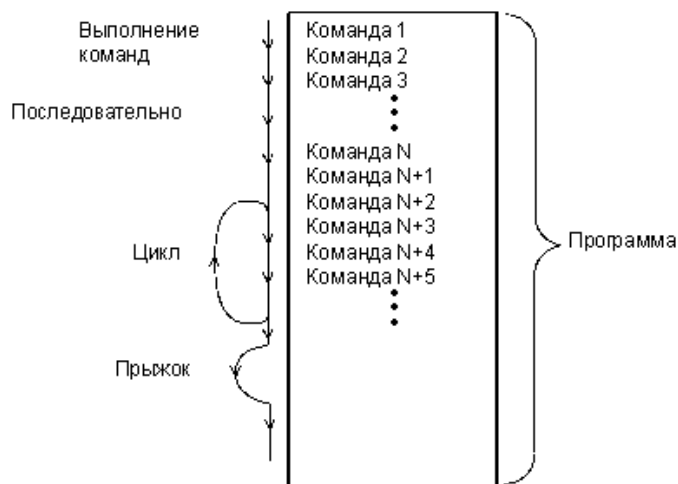 Выполнение
команд
Последовательно
Цикл
Прыжок
Команда 1
Команда 2
Команда 3
Команда N
Команда N+1
Команда N+2
Команда N+3
Команда N+4
Команда N+5
Программа